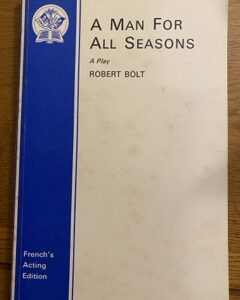 A MAN FOR
ALL SEASONS
A Play
ROBERT BOLT
French's
Acting
Edition